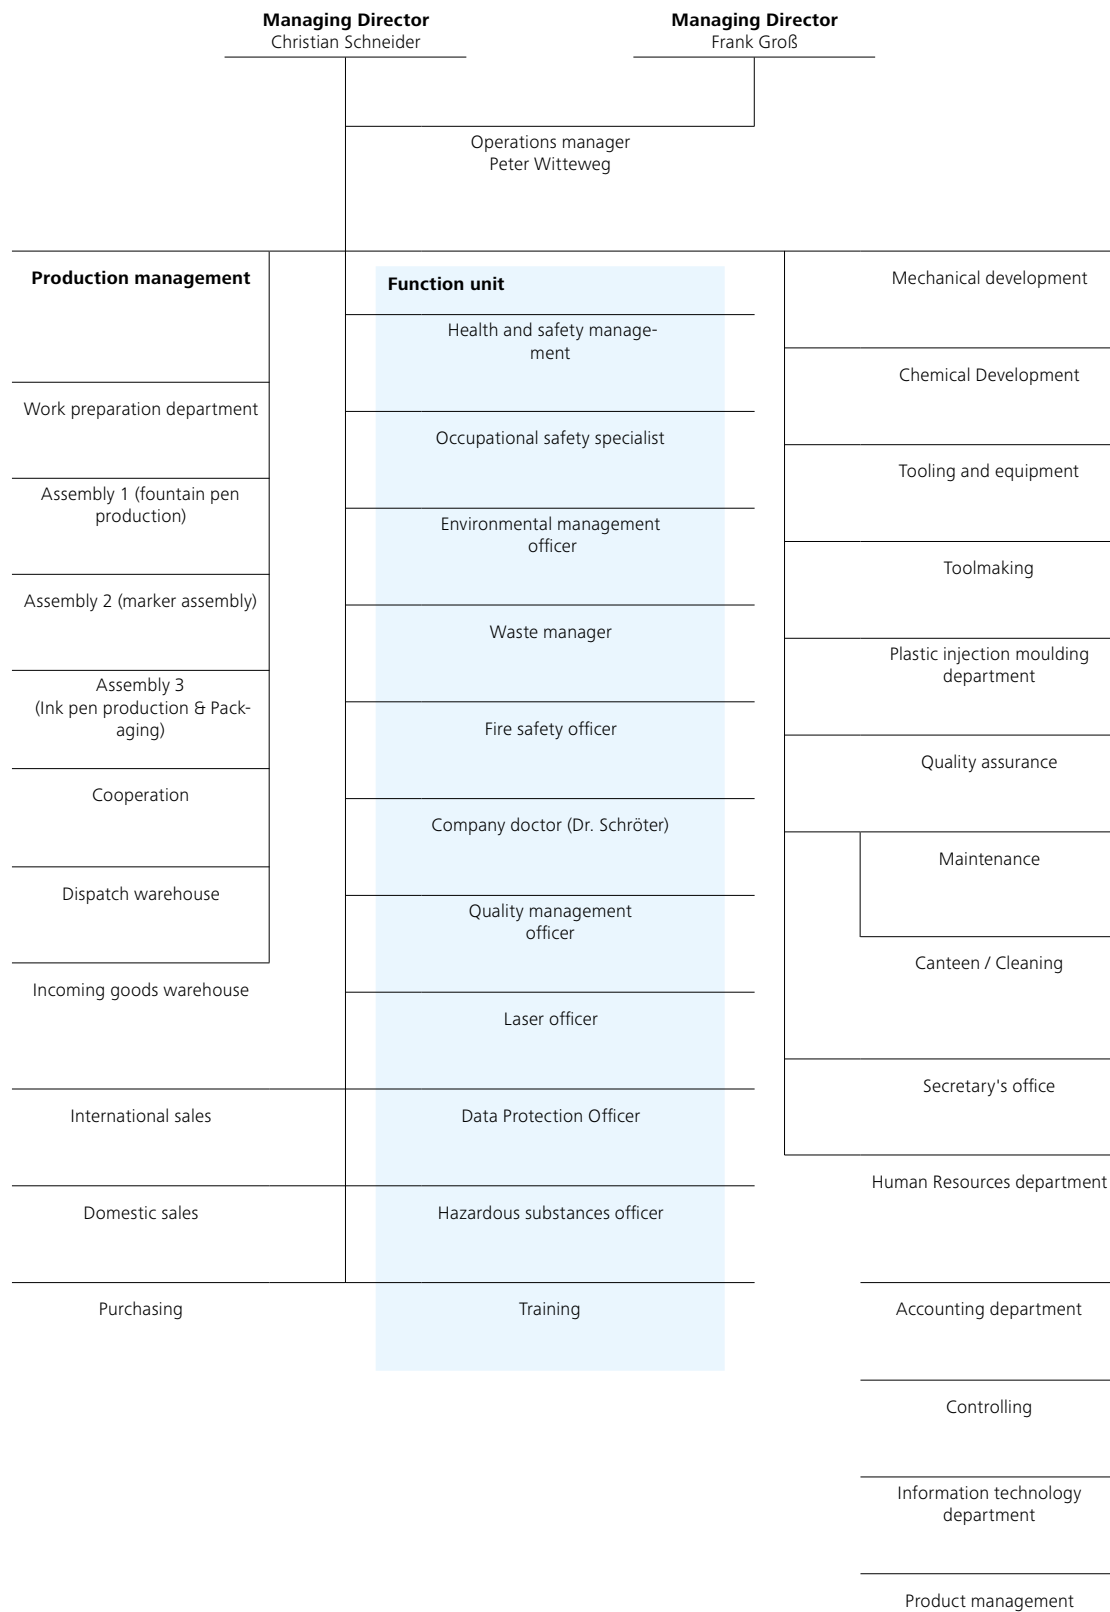 Managing Director
Christian Schneider
Managing Director
Frank Groß
Operations manager
Peter Witteweg
Production management
Work preparation department
Assembly 1 (fountain pen
production)
Assembly 2 (marker assembly)
Assembly 3
(Ink pen production & Pack-
aging)
Cooperation
Dispatch warehouse
Incoming goods warehouse
International sales
Domestic sales
Purchasing
Function unit
Health and safety manage-
ment
Occupational safety specialist
Environmental management
officer
Waste manager
Fire safety officer
Company doctor (Dr. Schröter)
Quality management
officer
Laser officer
Data Protection Officer
Hazardous substances officer
Training
Mechanical development
Chemical Development
Tooling and equipment
Toolmaking
Plastic injection moulding
department
Quality assurance
Maintenance
Canteen / Cleaning
Secretary's office
Human Resources department
Accounting department
Controlling
Information technology
department
Product management